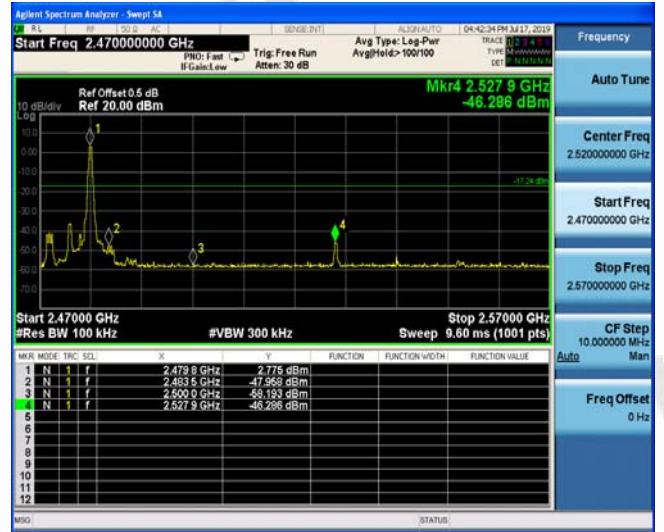 Agilent Spectrum Analyzer - Swept SA
RL RF 50 Ω AC SENSE:INT ALIGN AUTO 04:42:34 PM Jul 17, 2019
Start Freq 2.470000000 GHz
PNO: Fast
IFGain:Low
Trig: Free Run
Atten: 30 dB
Avg Type: Log-Pwr
Avg|Hold:> 100/100
TRACE 1 2 3 4 5 6
TYPE
DET P N N N N N
Ref Offset 0.5 dB
10 dB/div Ref 20.00 dBm
Log
Mkr4 2.527 9 GHz
-46.286 dBm
10.0
0.00
-10.0
-20.0
-30.0
-40.0
-50.0
-60.0
-70.0
1
2
3
4
-17.24 dBm
Start 2.47000 GHz Stop 2.57000 GHz
#Res BW 100 kHz #VBW 300 kHz Sweep 9.60 ms (1001 pts)
MKR MODE TRC SCL X Y FUNCTION FUNCTION WIDTH FUNCTION VALUE
1 N 1 f 2.479 8 GHz 2.775 dBm
2 N 1 f 2.483 5 GHz -47.958 dBm
3 N 1 f 2.500 0 GHz -58.193 dBm
4 N 1 f 2.527 9 GHz -46.286 dBm
5
6
7
8
9
10
11
12
MSG STATUS
Frequency
Auto Tune
Center Freq
2.520000000 GHz
Start Freq
2.470000000 GHz
Stop Freq
2.570000000 GHz
CF Step
10.000000 MHz
Auto Man
Freq Offset
0 Hz